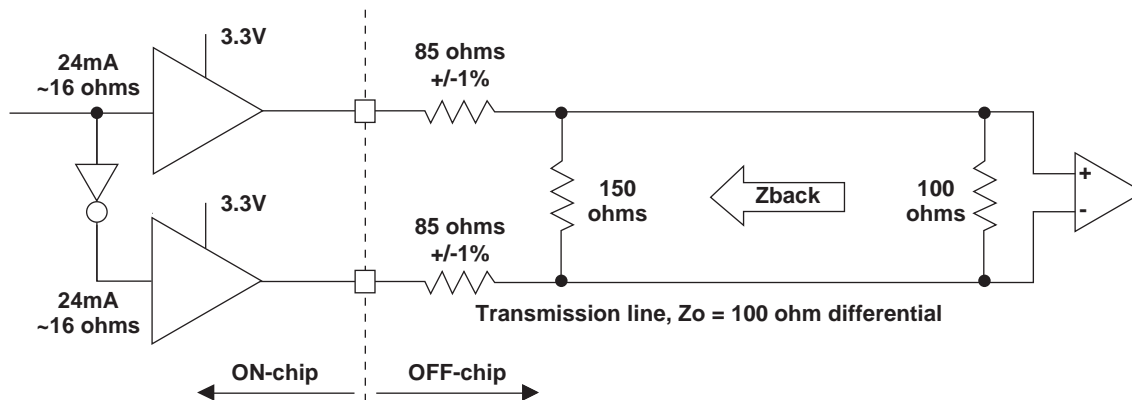 3.3V
24mA
~16 ohms
85 ohms
+/-1%
150
ohms
Zback
100
ohms
+
-
3.3V
85 ohms
+/-1%
24mA
~16 ohms
Transmission line, Zo = 100 ohm differential
ON-chip
OFF-chip